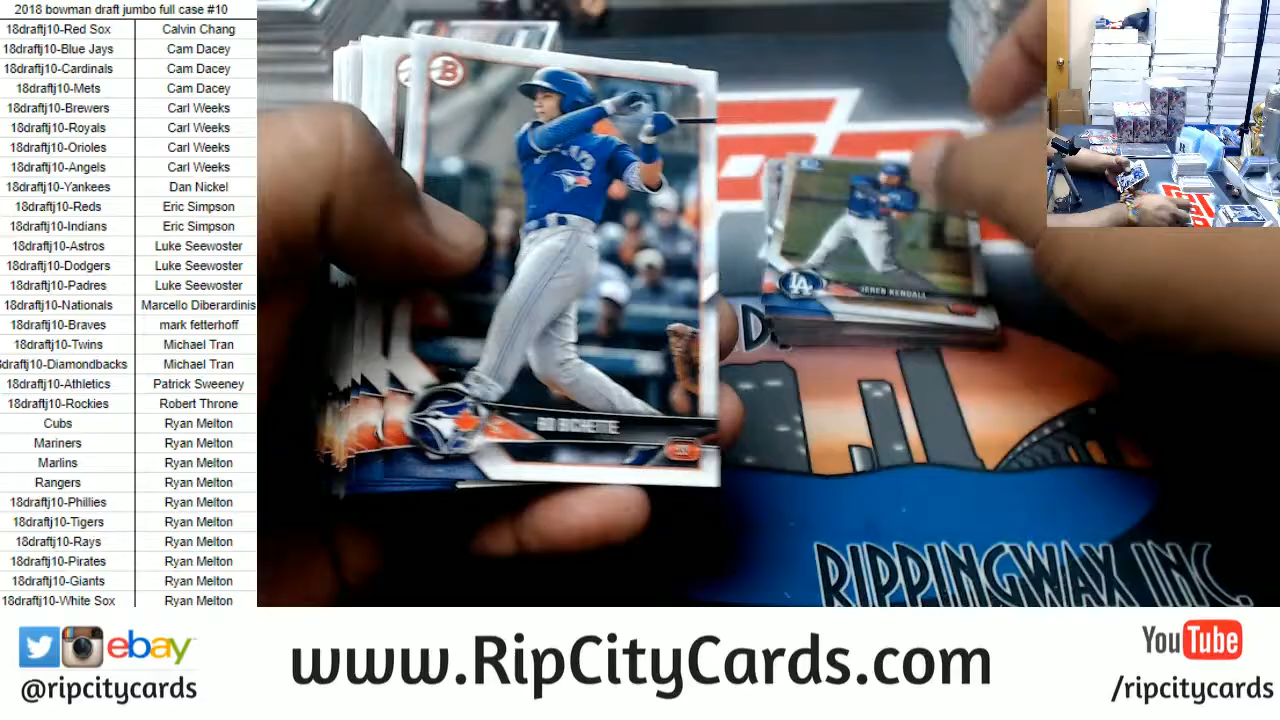 2018 bowman draft jumbo full case #10
18draftj10-Red Sox Calvin Chang
18draftj10-Blue Jays Cam Dacey
18draftj10-Cardinals Cam Dacey
18draftj10-Mets Cam Dacey
18draftj10-Brewers Carl Weeks
18draftj10-Royals Carl Weeks
18draftj10-Orioles Carl Weeks
18draftj10-Angels Carl Weeks
18draftj10-Yankees Dan Nickel
18draftj10-Reds Eric Simpson
18draftj10-Indians Eric Simpson
18draftj10-Astros Luke Seewoster
18draftj10-Dodgers Luke Seewoster
18draftj10-Padres Luke Seewoster
18draftj10-Nationals Marcello Diberardinis
18draftj10-Braves mark fetterhoff
18draftj10-Twins Michael Tran
8draftj10-Diamondbacks Michael Tran
18draftj10-Athletics Patrick Sweeney
18draftj10-Rockies Robert Throne
Cubs Ryan Melton
Mariners Ryan Melton
Marlins Ryan Melton
Rangers Ryan Melton
18draftj10-Phillies Ryan Melton
18draftj10-Tigers Ryan Melton
18draftj10-Rays Ryan Melton
18draftj10-Pirates Ryan Melton
18draftj10-Giants Ryan Melton
18draftj10-White Sox Ryan Melton
B
BO BICHETTE
LA
JEREN KENDALL
RIPPINGWAX INC.
ebay
@ripcitycards
www.RipCityCards.com
YouTube
/ripcitycards